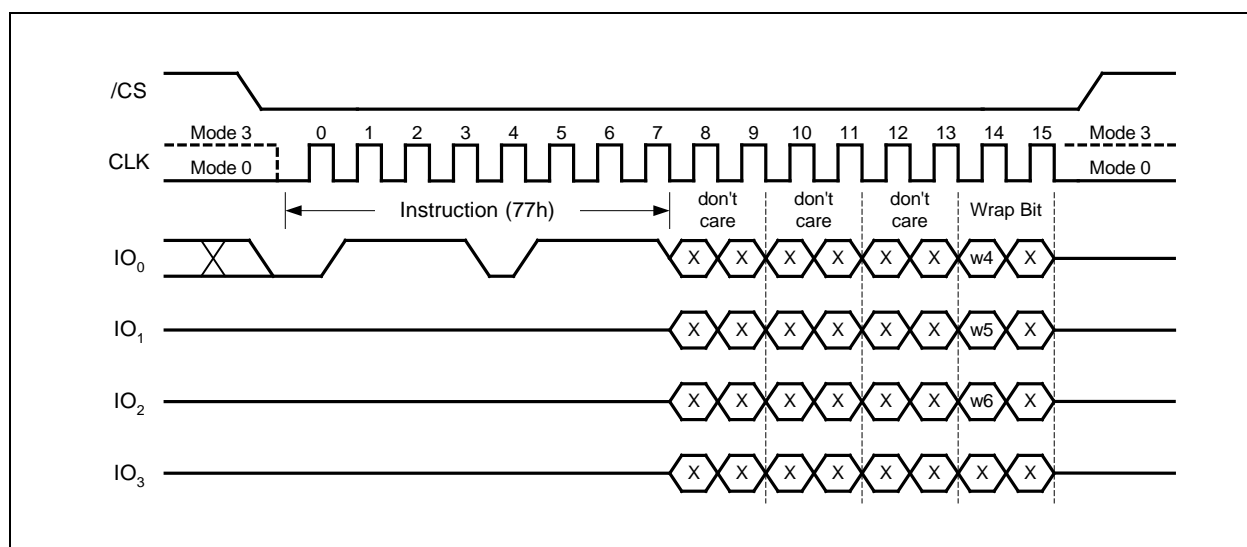 /CS
Mode 3 0 1 2 3 4 5 6 7 8 9 10 11 12 13 14 15 Mode 3
CLK
Mode 0 Mode 0
Instruction (77h) don't care don't care don't care Wrap Bit
IO0 X X X X X X w4 X
IO1 X X X X X X w5 X
IO2 X X X X X X w6 X
IO3 X X X X X X X X